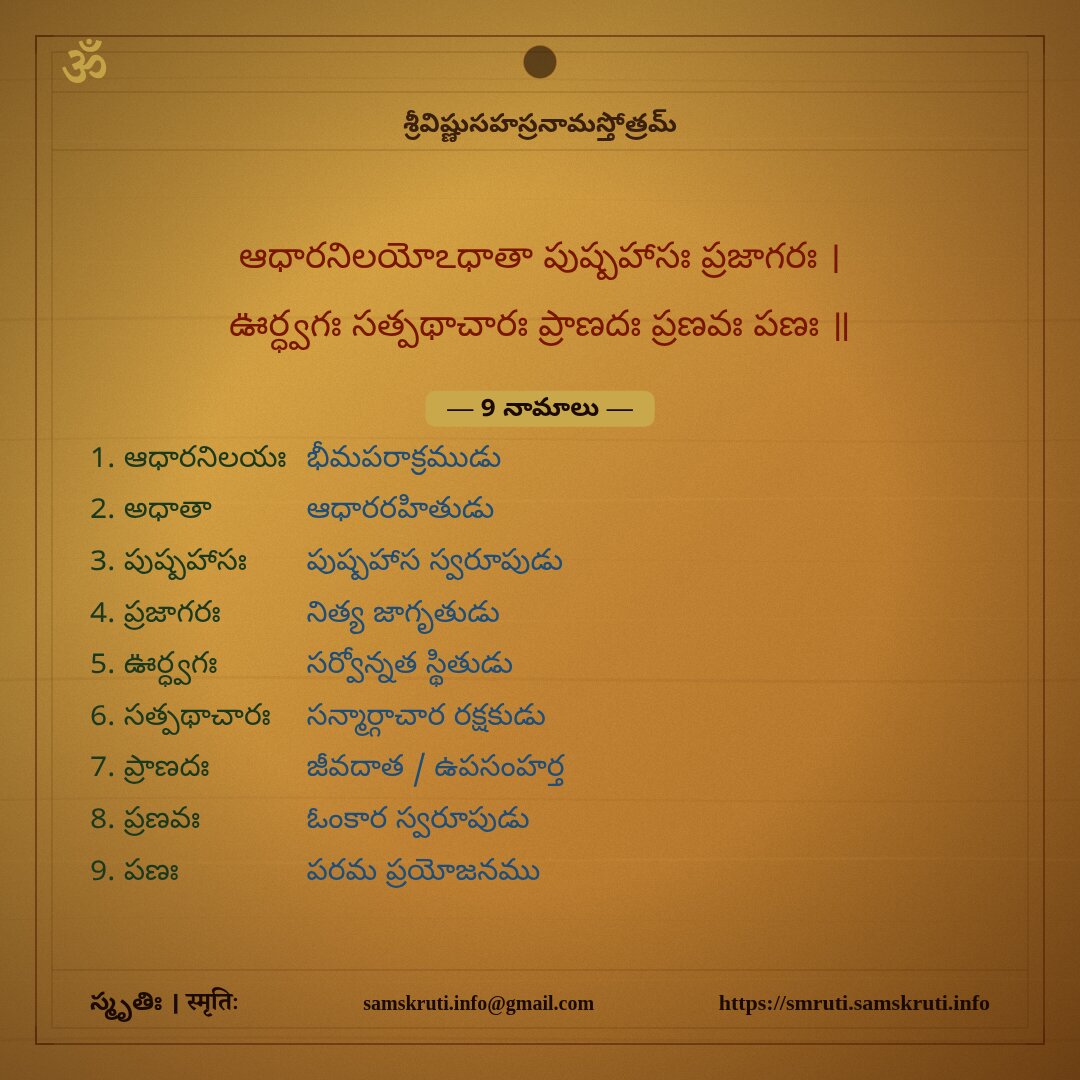 ॐ
శ్రీవిష్ణుసహస్రనామస్తోత్రమ్
ఆధారనిలయోఽధాతా పుష్పహాసః ప్రజాగరః ।
ఊర్ధ్వగః సత్పథాచారః ప్రాణదః ప్రణవః పణః ॥
— 9 నామాలు —
1. ఆధారనిలయః భీమపరాక్రముడు
2. అధాతా ఆధారరహితుడు
3. పుష్పహాసః పుష్పహాస స్వరూపుడు
4. ప్రజాగరః నిత్య జాగృతుడు
5. ఊర్ధ్వగః సర్వోన్నత స్థితుడు
6. సత్పథాచారః సన్మార్గాచార రక్షకుడు
7. ప్రాణదః జీవదాత / ఉపసంహర్త
8. ప్రణవః ఓంకార స్వరూపుడు
9. పణః పరమ ప్రయోజనము
స్మృతిః | स्मृतिः samskruti.info@gmail.com https://smruti.samskruti.info